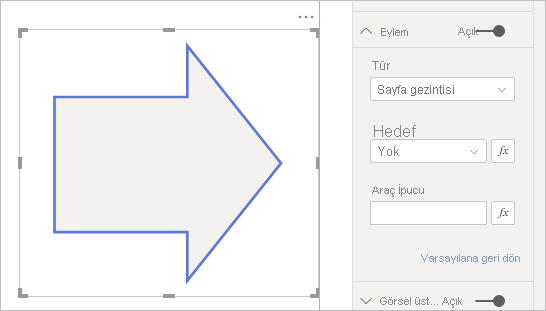 Eylem Açık
Tür
Sayfa gezintisi
Hedef
Yok fx
Araç İpucu
fx
Varsayılana geri dön
Görsel üst... Açık